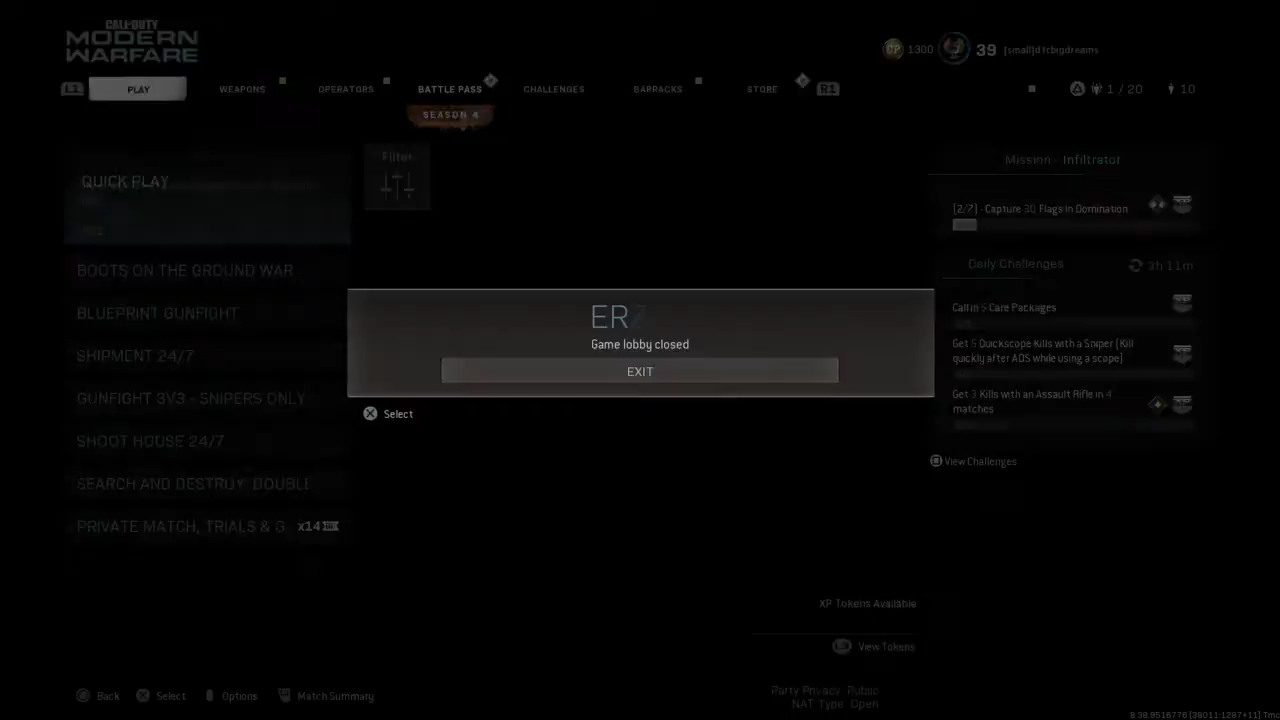 CALL OF DUTY
MODERN
WARFARE
CP 1300
39 [small]dtcbigdreams
L1 PLAY WEAPONS OPERATORS BATTLE PASS CHALLENGES BARRACKS STORE R1
1 / 20 10
SEASON 4
Filter
QUICK PLAY
BOOTS ON THE GROUND WAR
BLUEPRINT GUNFIGHT
SHIPMENT 24/7
GUNFIGHT 3V3 - SNIPERS ONLY
SHOOT HOUSE 24/7
SEARCH AND DESTROY: DOUBLE
PRIVATE MATCH, TRIALS & G x14
ER
Game lobby closed
EXIT
Select
Mission - Infiltrator
[2/7] - Capture 30 Flags in Domination
Daily Challenges 3h 11m
Call in 5 Care Packages
Get 5 Quickscope Kills with a Sniper [Kill
quickly after ADS while using a scope]
Get 3 Kills with an Assault Rifle in 4
matches
View Challenges
XP Tokens Available
View Tokens
Back Select Options Match Summary
Party Privacy: Public
NAT Type: Open